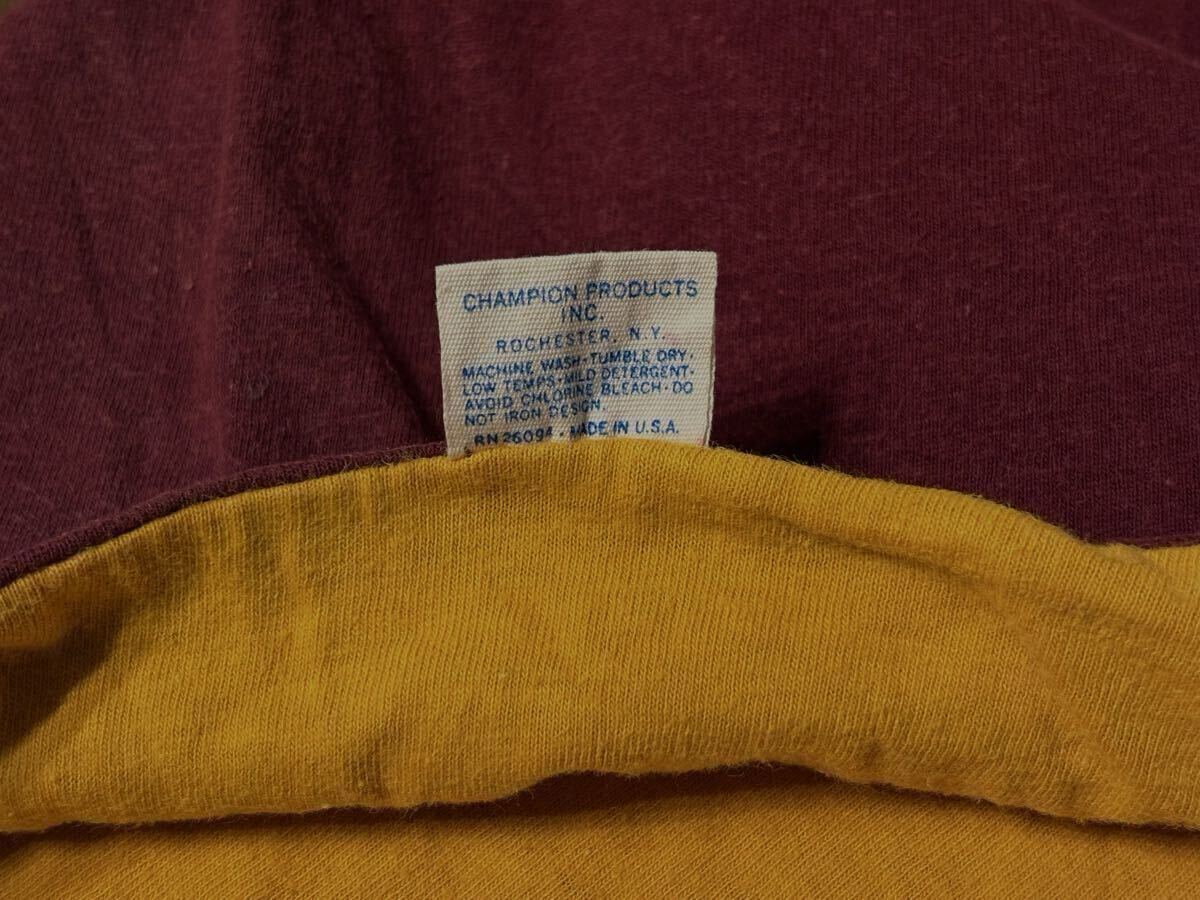 CHAMPION PRODUCTS
INC.
ROCHESTER, N.Y.
MACHINE WASH·TUMBLE DRY·
LOW TEMPS·MILD DETERGENT·
AVOID CHLORINE BLEACH·DO
NOT IRON DESIGN.
RN 26094·MADE IN U.S.A.